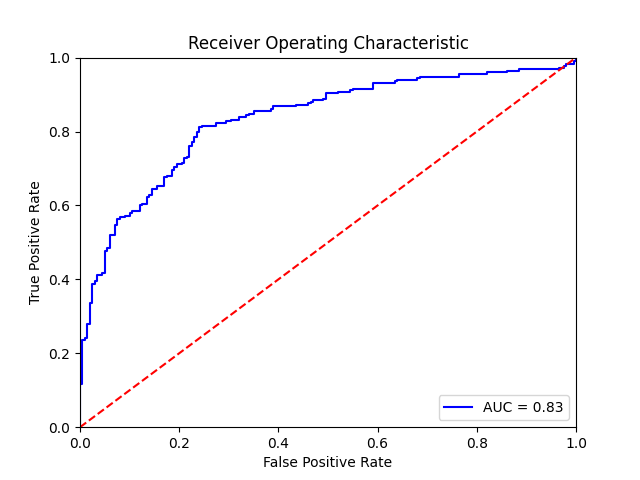 Receiver Operating Characteristic
1.0
0.8
0.6
0.4
0.2
0.0
True Positive Rate
AUC = 0.83
0.0 0.2 0.4 0.6 0.8 1.0
False Positive Rate